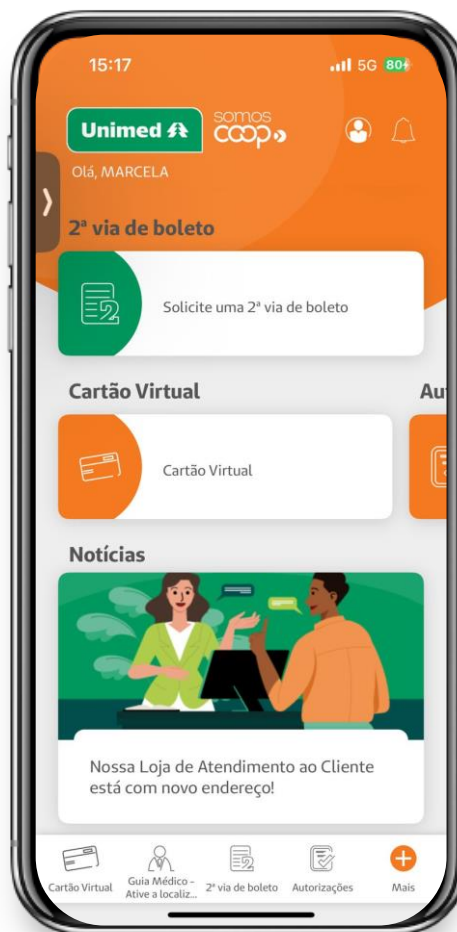 15:17 5G 80
Unimed somos coop
Olá, MARCELA
2ª via de boleto
2
Solicite uma 2ª via de boleto
Cartão Virtual Au
Cartão Virtual
Notícias
Nossa Loja de Atendimento ao Cliente
está com novo endereço!
Cartão Virtual
Guia Médico -
Ative a localiz...
2ª via de boleto
Autorizações
Mais